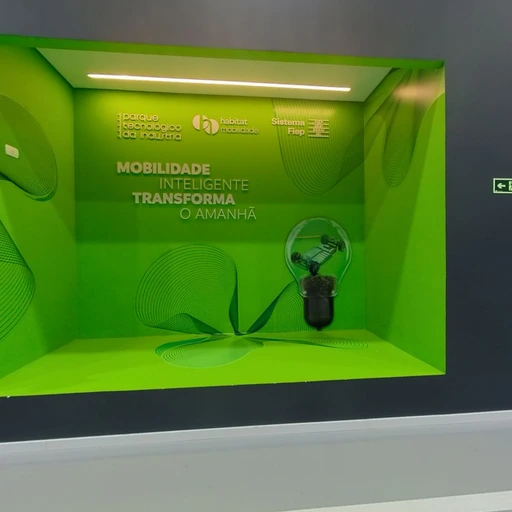 parque
tecnológico
da indústria
habitat
mobilidade
Sistema
Fiep
MOBILIDADE
INTELIGENTE
TRANSFORMA
O AMANHÃ